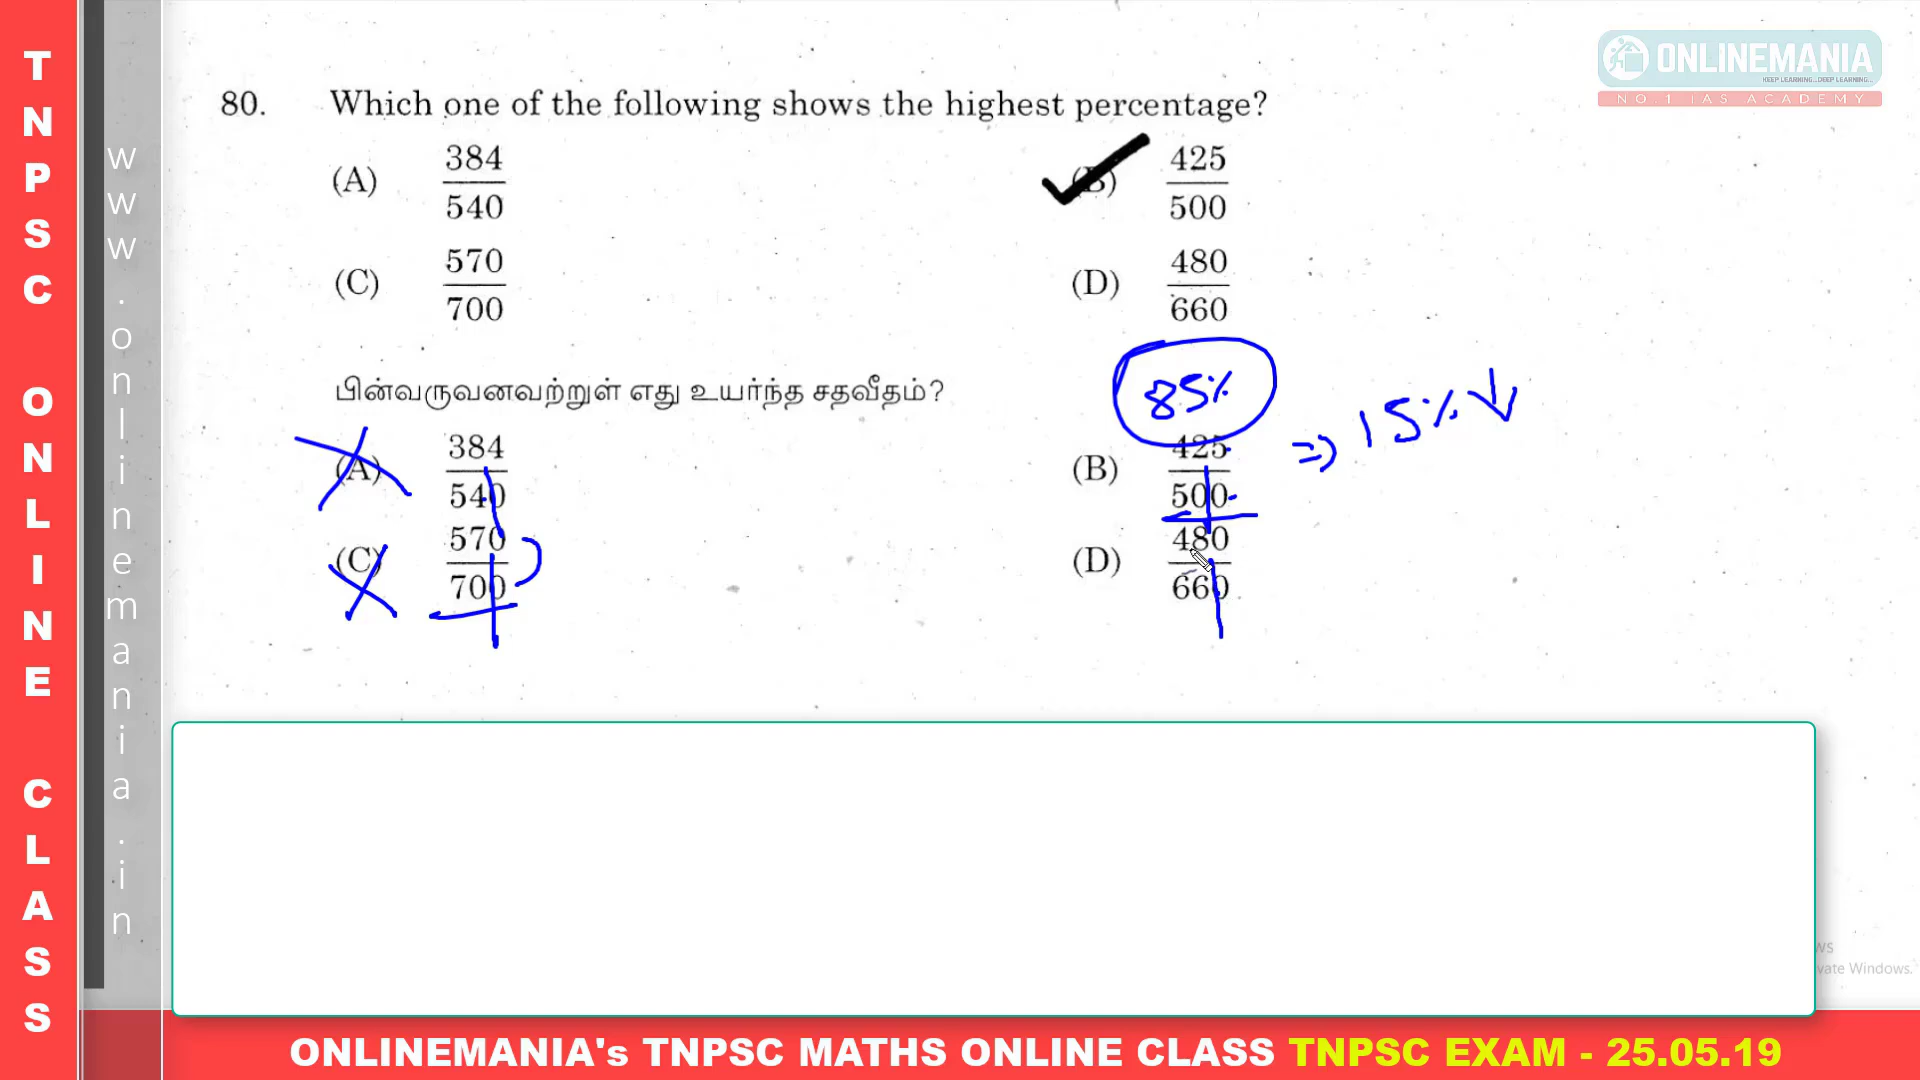 TNPSC ONLINE CLASS
www.onlinemania.in
ONLINEMANIA
KEEP LEARNING...DEEP LEARNING...
NO 1 IAS ACADEMY
80. Which one of the following shows the highest percentage?
(A) 384/540 (B) 425/500
(C) 570/700 (D) 480/660
பின்வருவனவற்றுள் எது உயர்ந்த சதவீதம்?
85% ⇒ 15% ↓
(A) 384/540 (B) 425/500
(C) 570/700 (D) 480/660
vate Windows.
ONLINEMANIA's TNPSC MATHS ONLINE CLASS TNPSC EXAM - 25.05.19